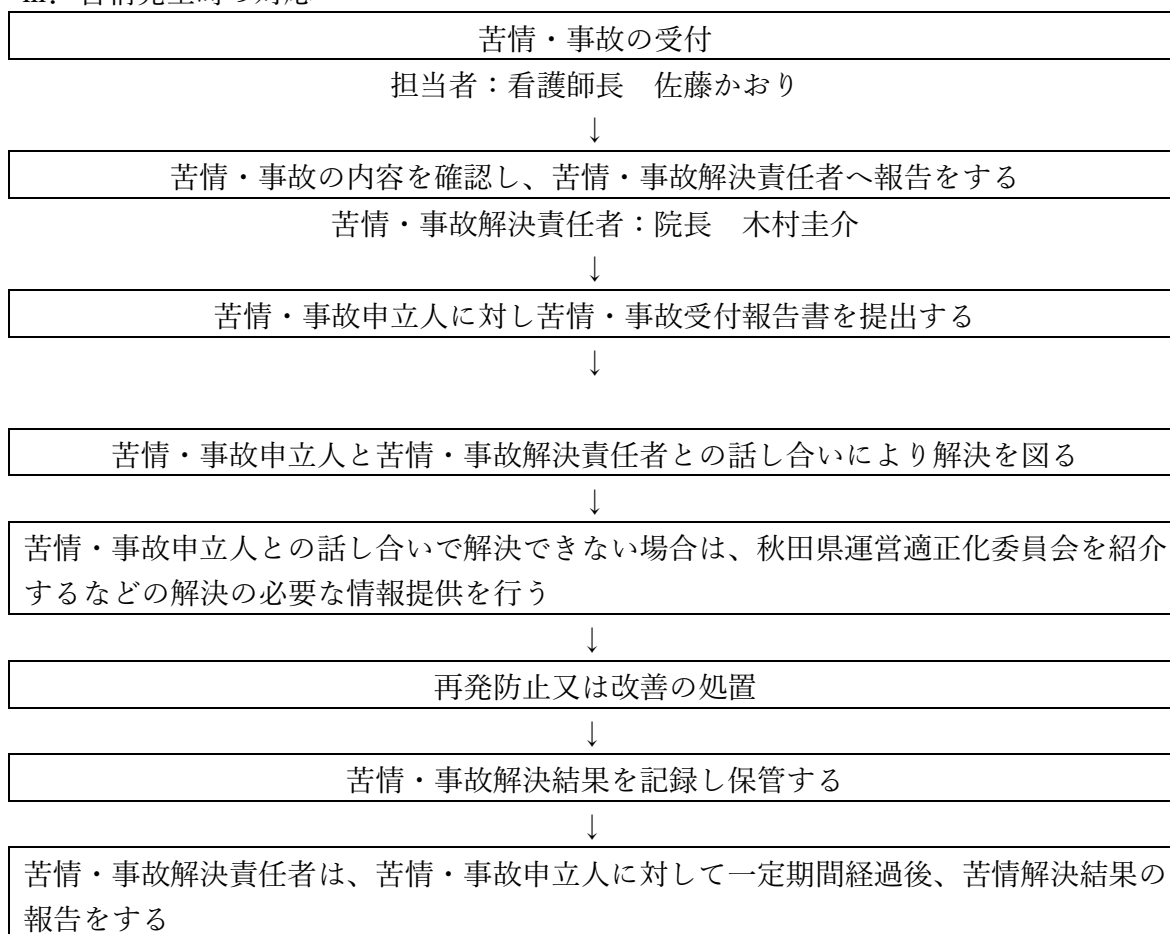 苦情・事故の受付
担当者：看護師長　佐藤かおり
↓
苦情・事故の内容を確認し、苦情・事故解決責任者へ報告をする
苦情・事故解決責任者：院長　木村圭介
↓
苦情・事故申立人に対し苦情・事故受付報告書を提出する
↓
苦情・事故申立人と苦情・事故解決責任者との話し合いにより解決を図る
↓
苦情・事故申立人との話し合いで解決できない場合は、秋田県運営適正化委員会を紹介
するなどの解決の必要な情報提供を行う
↓
再発防止又は改善の処置
↓
苦情・事故解決結果を記録し保管する
↓
苦情・事故解決責任者は、苦情・事故申立人に対して一定期間経過後、苦情解決結果の
報告をする